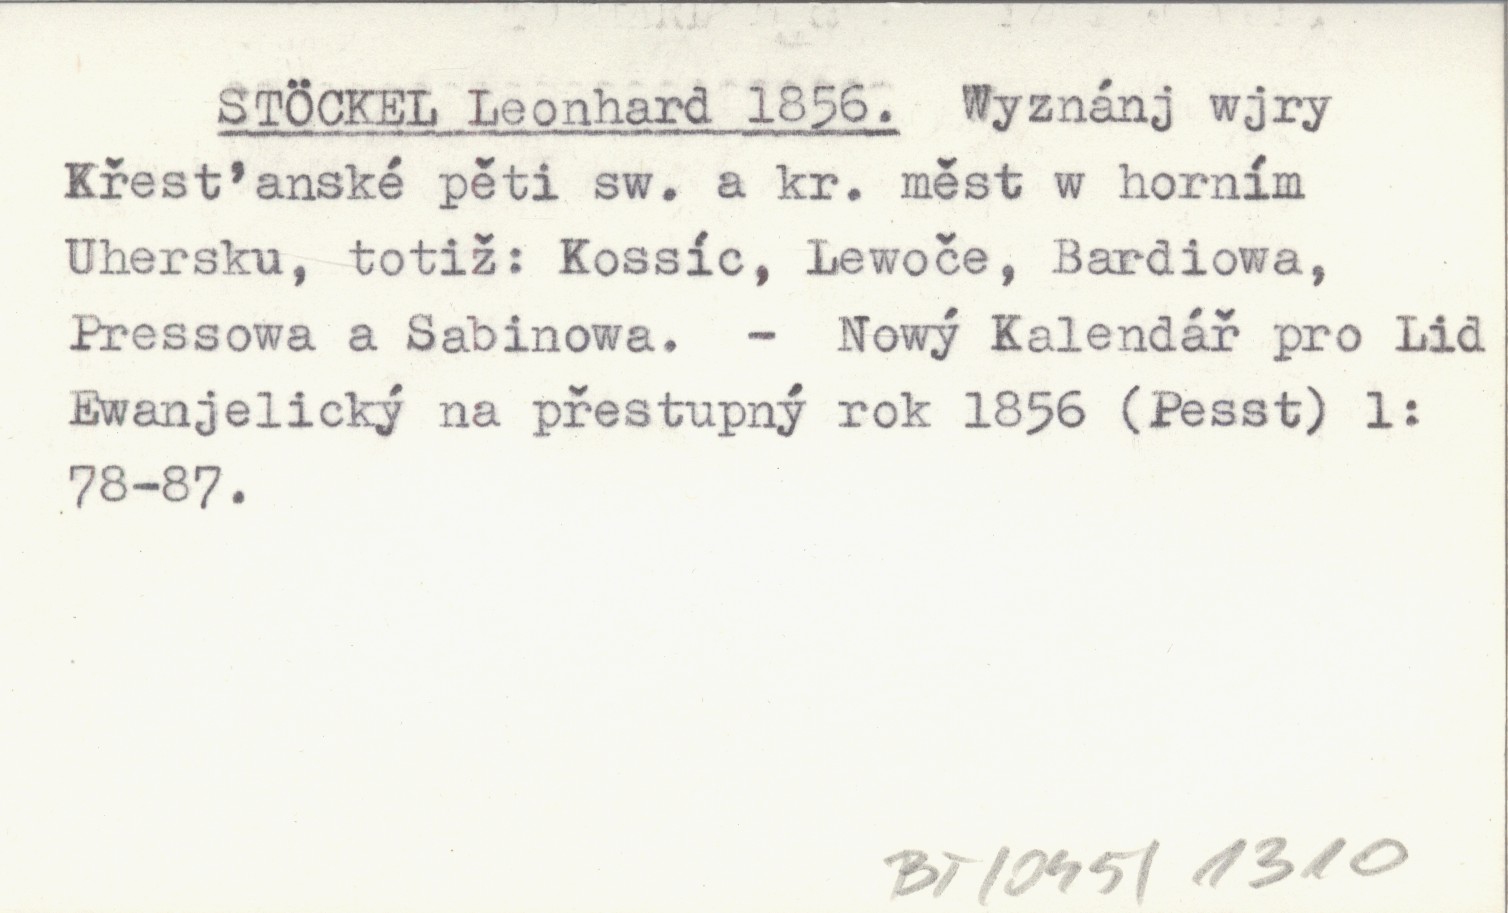 STÖCKEL Leonhard 1856. Wyznánj wjry
Křest’anské pěti sw. a kr. měst w horním
Uhersku, totiž: Kossíc, Lewoče, Bardiowa,
Pressowa a Sabinowa. - Nowý Kalendář pro Lid
Ewanjelický na přestupný rok 1856 (Pesst) 1:
78-87.
BT/045/ 1310